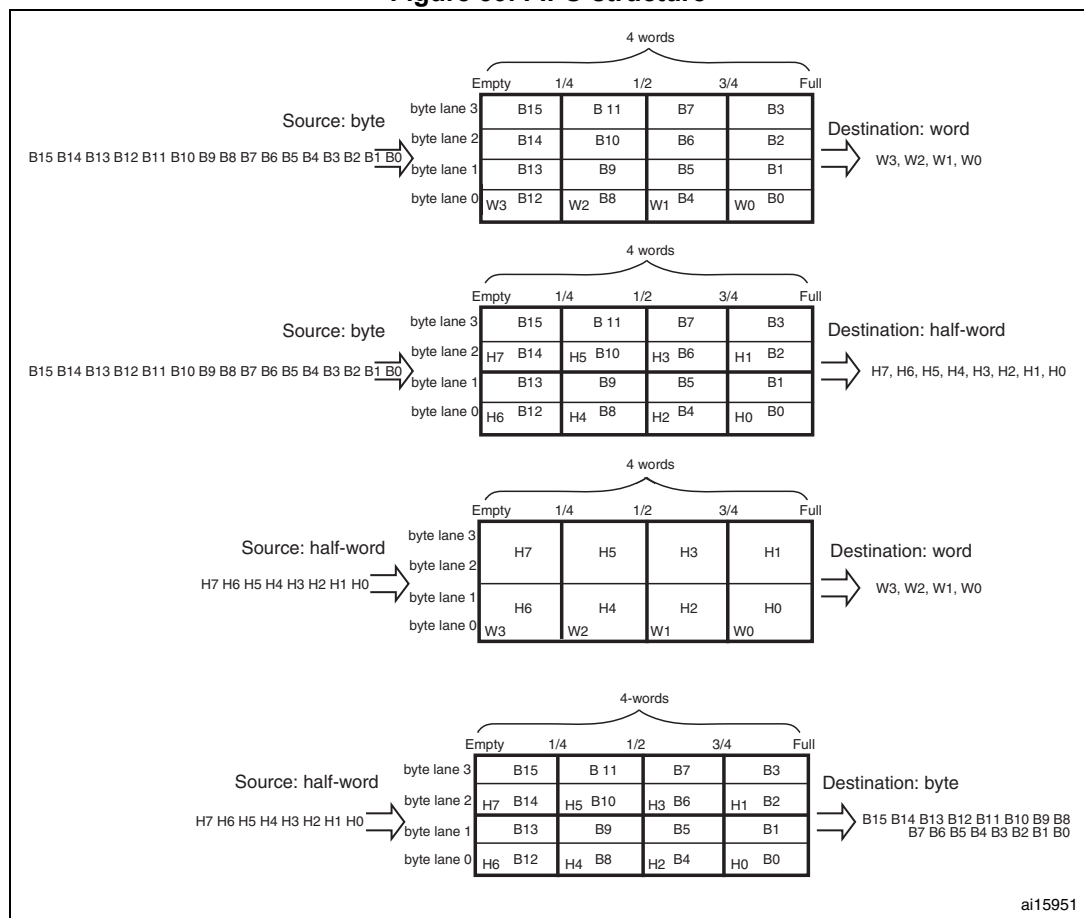 4 words
Empty 1/4 1/2 3/4 Full
Source: byte
B15 B14 B13 B12 B11 B10 B9 B8 B7 B6 B5 B4 B3 B2 B1 B0
byte lane 3 B15 B 11 B7 B3
byte lane 2 B14 B10 B6 B2
byte lane 1 B13 B9 B5 B1
byte lane 0 W3 B12 W2 B8 W1 B4 W0 B0
Destination: word
W3, W2, W1, W0
4 words
Empty 1/4 1/2 3/4 Full
Source: byte
B15 B14 B13 B12 B11 B10 B9 B8 B7 B6 B5 B4 B3 B2 B1 B0
byte lane 3 B15 B 11 B7 B3
byte lane 2 H7 B14 H5 B10 H3 B6 H1 B2
byte lane 1 B13 B9 B5 B1
byte lane 0 H6 B12 H4 B8 H2 B4 H0 B0
Destination: half-word
H7, H6, H5, H4, H3, H2, H1, H0
4 words
Empty 1/4 1/2 3/4 Full
Source: half-word
H7 H6 H5 H4 H3 H2 H1 H0
byte lane 3
H7 H5 H3 H1
byte lane 2
byte lane 1
H6 H4 H2 H0
byte lane 0 W3 W2 W1 W0
Destination: word
W3, W2, W1, W0
4-words
Empty 1/4 1/2 3/4 Full
Source: half-word
H7 H6 H5 H4 H3 H2 H1 H0
byte lane 3 B15 B 11 B7 B3
byte lane 2 H7 B14 H5 B10 H3 B6 H1 B2
byte lane 1 B13 B9 B5 B1
byte lane 0 H6 B12 H4 B8 H2 B4 H0 B0
Destination: byte
B15 B14 B13 B12 B11 B10 B9 B8
B7 B6 B5 B4 B3 B2 B1 B0
ai15951